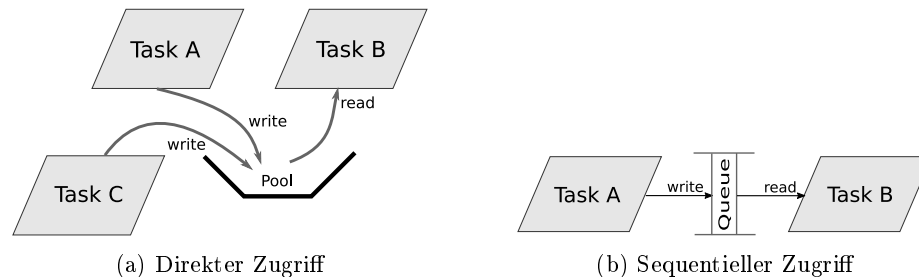 Task A
Task B
write
read
write
Task C
Pool
(a) Direkter Zugriff
Task A
write
Queue
read
Task B
(b) Sequentieller Zugriff